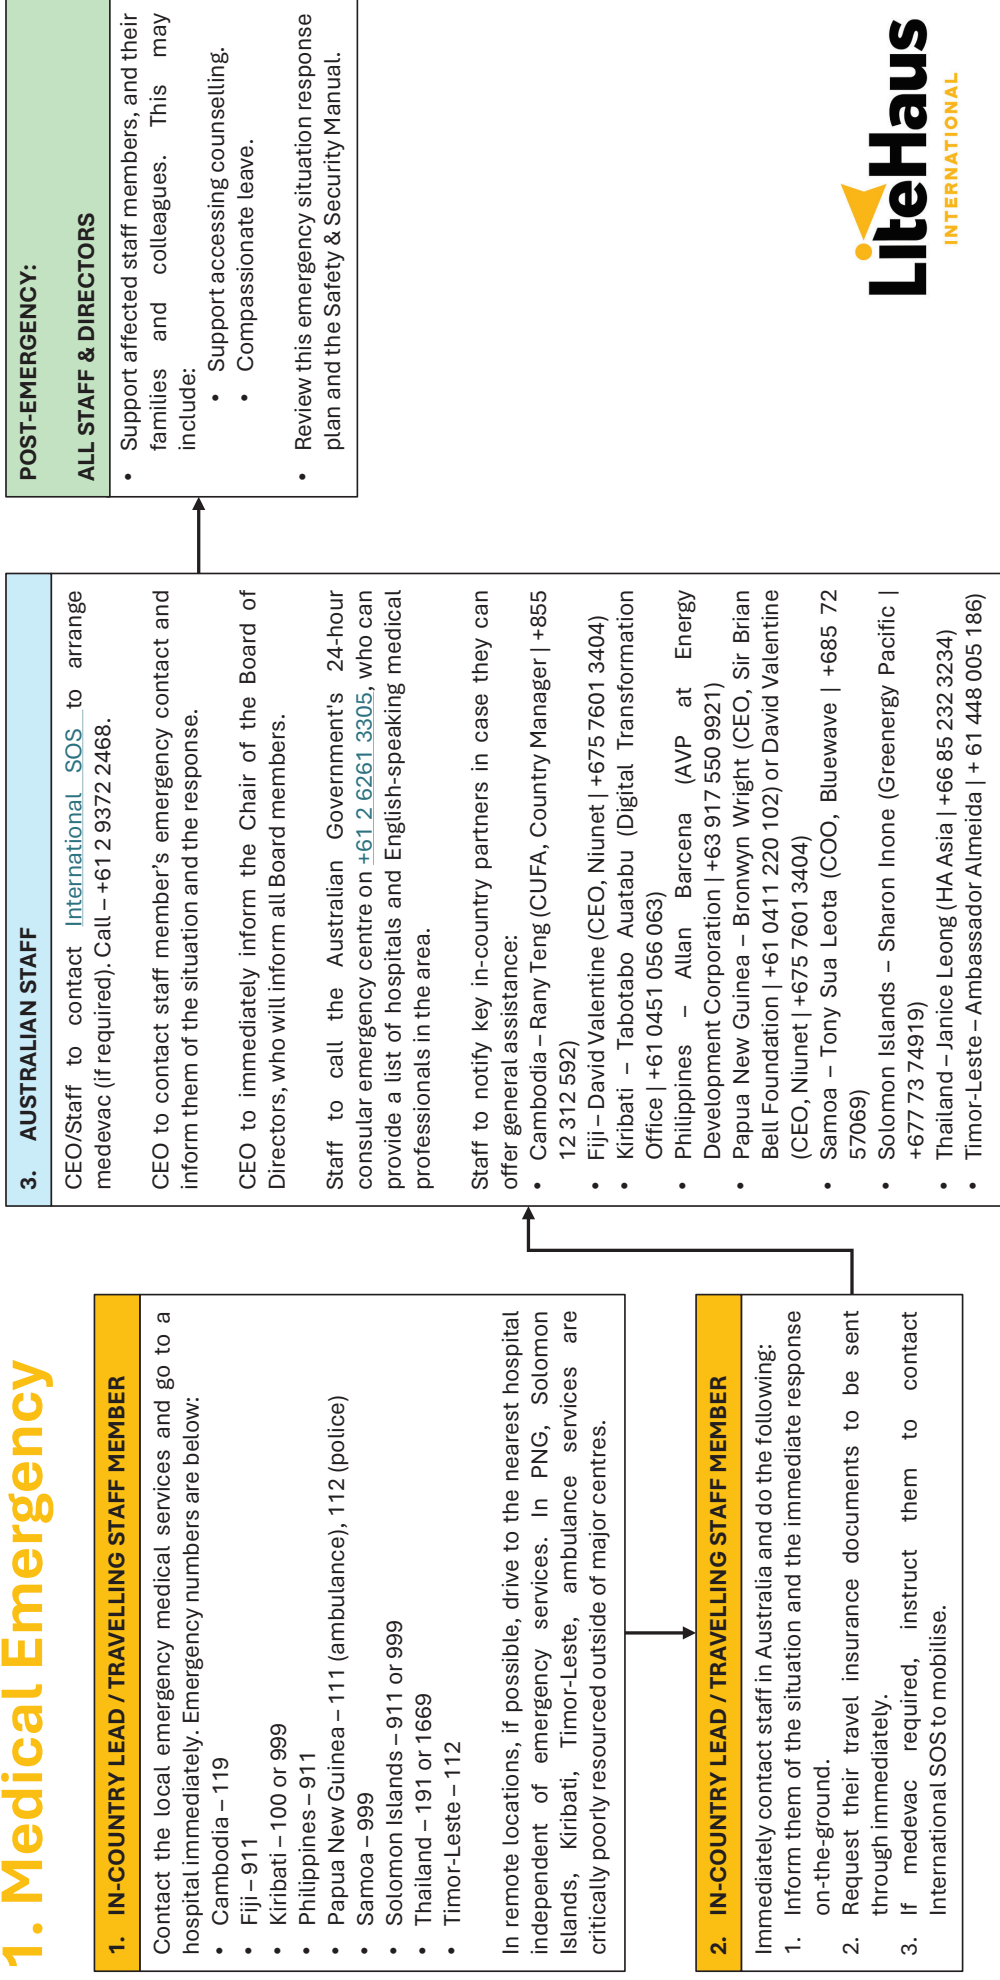 1. Medical Emergency
1. IN-COUNTRY LEAD / TRAVELLING STAFF MEMBER
Contact the local emergency medical services and go to a
hospital immediately. Emergency numbers are below:
• Cambodia – 119
• Fiji – 911
• Kiribati – 100 or 999
• Philippines – 911
• Papua New Guinea – 111 (ambulance), 112 (police)
• Samoa – 999
• Solomon Islands – 911 or 999
• Thailand – 191 or 1669
• Timor-Leste – 112
In remote locations, if possible, drive to the nearest hospital
independent of emergency services. In PNG, Solomon
Islands, Kiribati, Timor-Leste, ambulance services are
critically poorly resourced outside of major centres.
2. IN-COUNTRY LEAD / TRAVELLING STAFF MEMBER
Immediately contact staff in Australia and do the following:
1. Inform them of the situation and the immediate response
on-the-ground.
2. Request their travel insurance documents to be sent
through immediately.
3. If medevac required, instruct them to contact
International SOS to mobilise.
3. AUSTRALIAN STAFF
CEO/Staff to contact International SOS to arrange
medevac (if required). Call – +61 2 9372 2468.
CEO to contact staff member's emergency contact and
inform them of the situation and the response.
CEO to immediately inform the Chair of the Board of
Directors, who will inform all Board members.
Staff to call the Australian Government's 24-hour
consular emergency centre on +61 2 6261 3305, who can
provide a list of hospitals and English-speaking medical
professionals in the area.
Staff to notify key in-country partners in case they can
offer general assistance:
• Cambodia – Rany Teng (CUFA, Country Manager | +855
12 312 592)
• Fiji – David Valentine (CEO, Niunet | +675 7601 3404)
• Kiribati – Tabotabo Auatabu (Digital Transformation
Office | +61 0451 056 063)
• Philippines – Allan Barcena (AVP at Energy
Development Corporation | +63 917 550 9921)
• Papua New Guinea – Bronwyn Wright (CEO, Sir Brian
Bell Foundation | +61 0411 220 102) or David Valentine
(CEO, Niunet | +675 7601 3404)
• Samoa – Tony Sua Leota (COO, Bluewave | +685 72
57069)
• Solomon Islands – Sharon Inone (Greenergy Pacific |
+677 73 74919)
• Thailand – Janice Leong (HA Asia | +66 85 232 3234)
• Timor-Leste – Ambassador Almeida | + 61 448 005 186)
POST-EMERGENCY:
ALL STAFF & DIRECTORS
• Support affected staff members, and their
families and colleagues. This may
include:
• Support accessing counselling.
• Compassionate leave.
• Review this emergency situation response
plan and the Safety & Security Manual.
LiteHaus
INTERNATIONAL